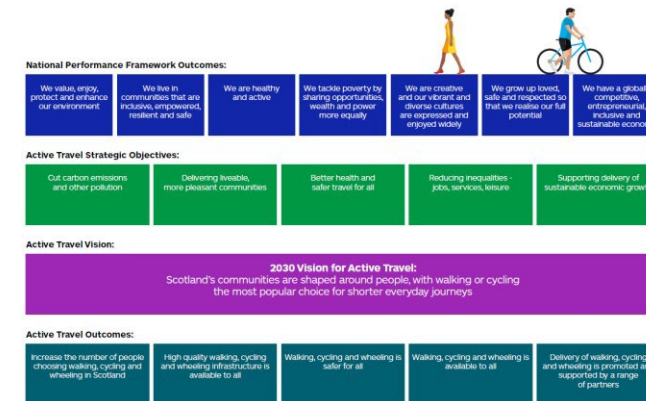 National Performance Framework Outcomes:
We value, enjoy,
protect and enhance
our environment
We live in
communities that are
inclusive, empowered,
resilient and safe
We are healthy
and active
We tackle poverty by
sharing opportunities,
wealth and power
more equally
We are creative
and our vibrant and
diverse cultures
are expressed and
enjoyed widely
We grow up loved,
safe and respected so
that we realise our full
potential
We have a globall
competitive,
entrepreneurial,
inclusive and
sustainable econo
Active Travel Strategic Objectives:
Cut carbon emissions
and other pollution
Delivering liveable,
more pleasant communities
Better health and
safer travel for all
Reducing inequalities -
jobs, services, leisure
Supporting delivery of
sustainable economic grow
Active Travel Vision:
2030 Vision for Active Travel:
Scotland's communities are shaped around people, with walking or cycling
the most popular choice for shorter everyday journeys
Active Travel Outcomes:
Increase the number of people
choosing walking, cycling and
wheeling in Scotland
High quality walking, cycling
and wheeling infrastructure is
available to all
Walking, cycling and wheeling is
safer for all
Walking, cycling and wheeling is
available to all
Delivery of walking, cycling
and wheeling is promoted an
supported by a range
of partners